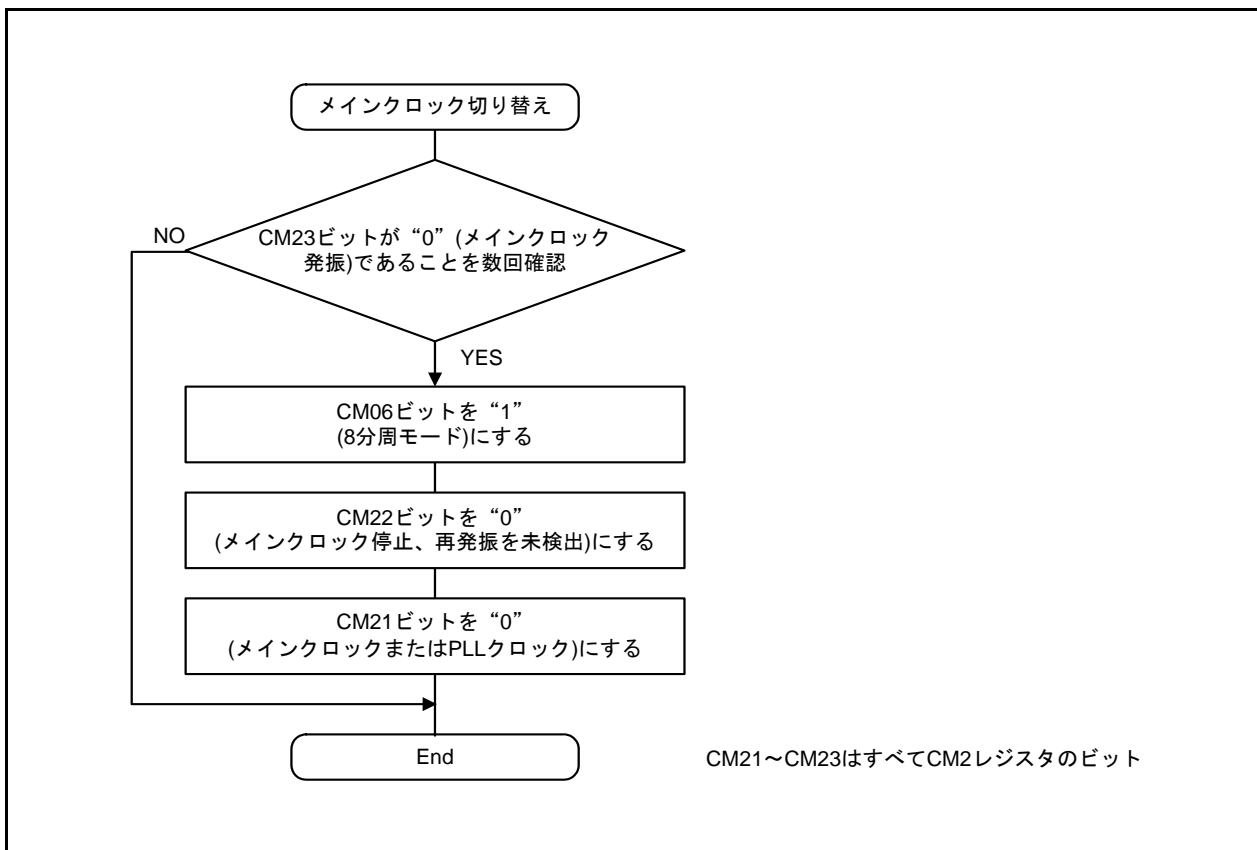 メインクロック切り替え
NO
CM23ビットが“0”(メインクロック
発振)であることを数回確認
YES
CM06ビットを“1”
(8分周モード)にする
CM22ビットを“0”
(メインクロック停止、再発振を未検出)にする
CM21ビットを“0”
(メインクロックまたはPLLクロック)にする
End
CM21～CM23はすべてCM2レジスタのビット